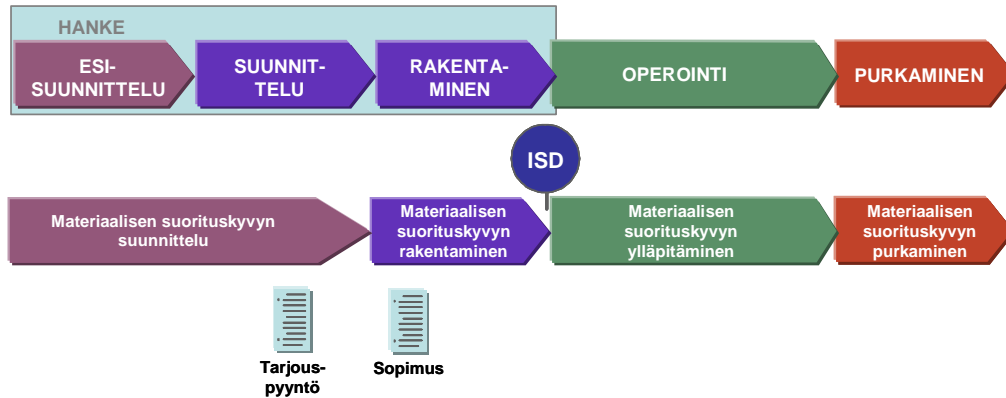 HANKE
ESI-
SUUNNITTELU
SUUNNIT-
TELU
RAKENTA-
MINEN
OPEROINTI
PURKAMINEN
ISD
Materiaalisen suorituskyvyn
suunnittelu
Materiaalisen
suorituskyvyn
rakentaminen
Materiaalisen
suorituskyvyn
ylläpitäminen
Materiaalisen
suorituskyvyn
purkaminen
Tarjous-
pyyntö
Sopimus